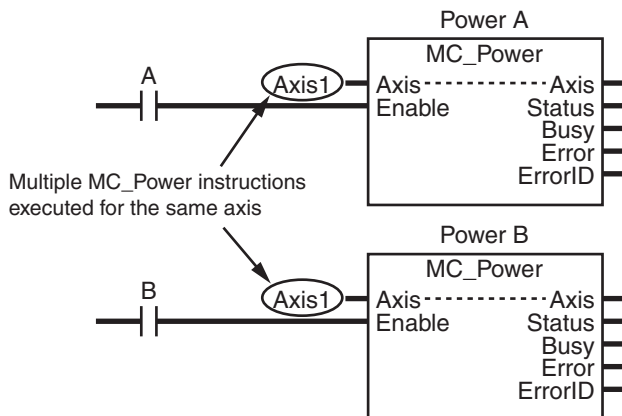 Power A
MC_Power
A
Axis1
Axis Axis
Enable Status
Busy
Error
ErrorID
Multiple MC_Power instructions
executed for the same axis
Power B
MC_Power
B
Axis1
Axis Axis
Enable Status
Busy
Error
ErrorID